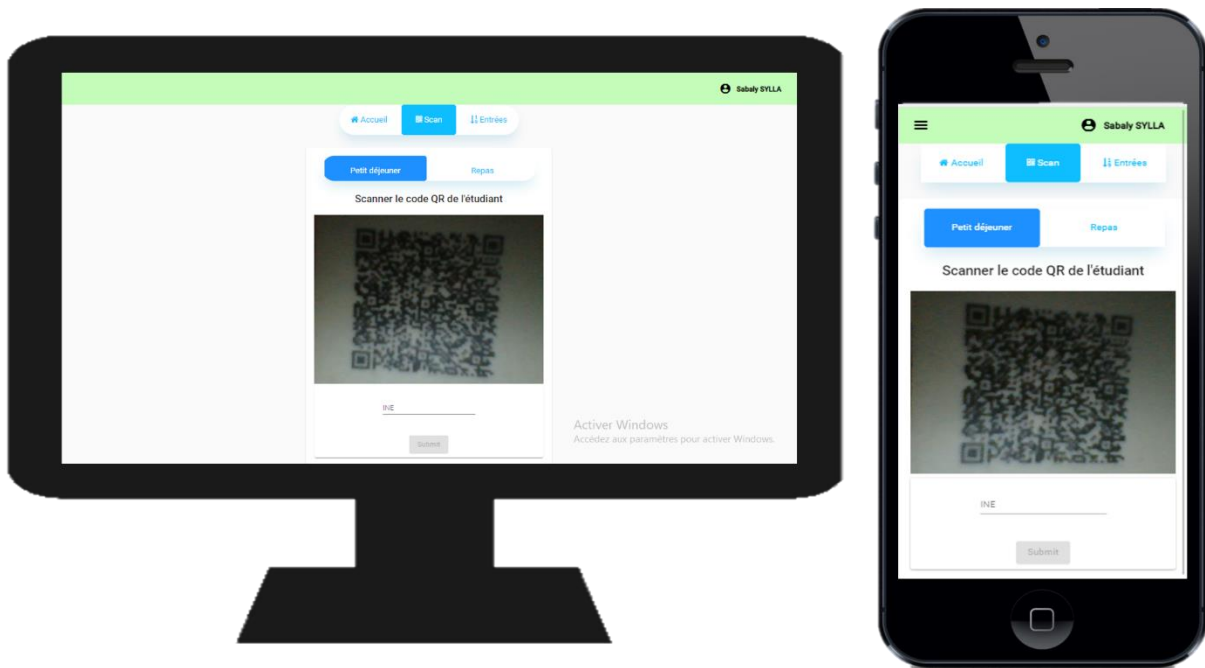 Sabaly SYLLA
Accueil Scan Entrées
Petit déjeuner Repas
Scanner le code QR de l'étudiant
INE
Submit
Activer Windows
Accédez aux paramètres pour activer Windows.
Sabaly SYLLA
Accueil Scan Entrées
Petit déjeuner Repas
Scanner le code QR de l'étudiant
INE
Submit